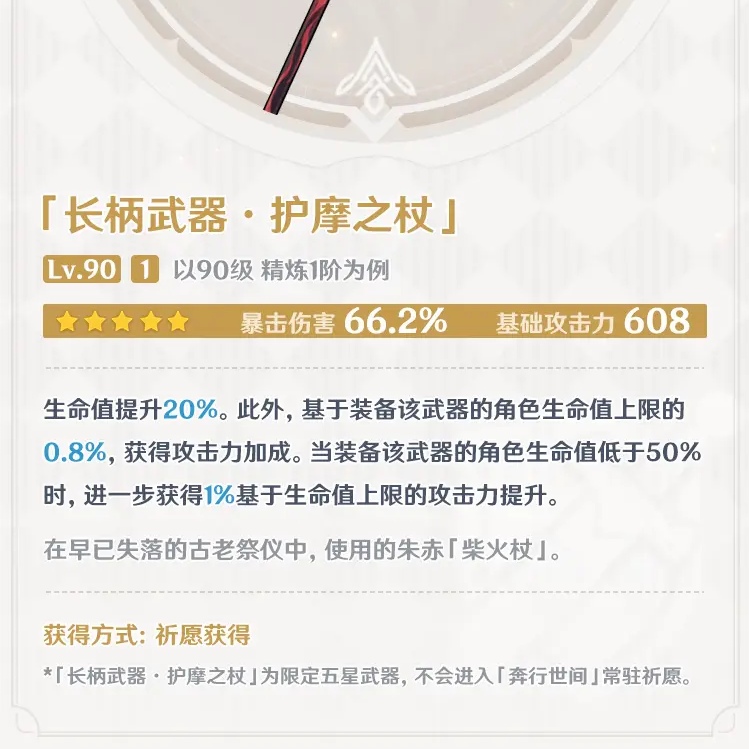 「长柄武器·护摩之杖」
Lv.90 1 以90级 精炼1阶为例
暴击伤害 66.2% 基础攻击力 608
生命值提升20%。此外，基于装备该武器的角色生命值上限的
0.8%，获得攻击力加成。当装备该武器的角色生命值低于50%
时，进一步获得1%基于生命值上限的攻击力提升。
在早已失落的古老祭仪中，使用的朱赤「柴火杖」。
获得方式：祈愿获得
*「长柄武器·护摩之杖」为限定五星武器，不会进入「奔行世间」常驻祈愿。